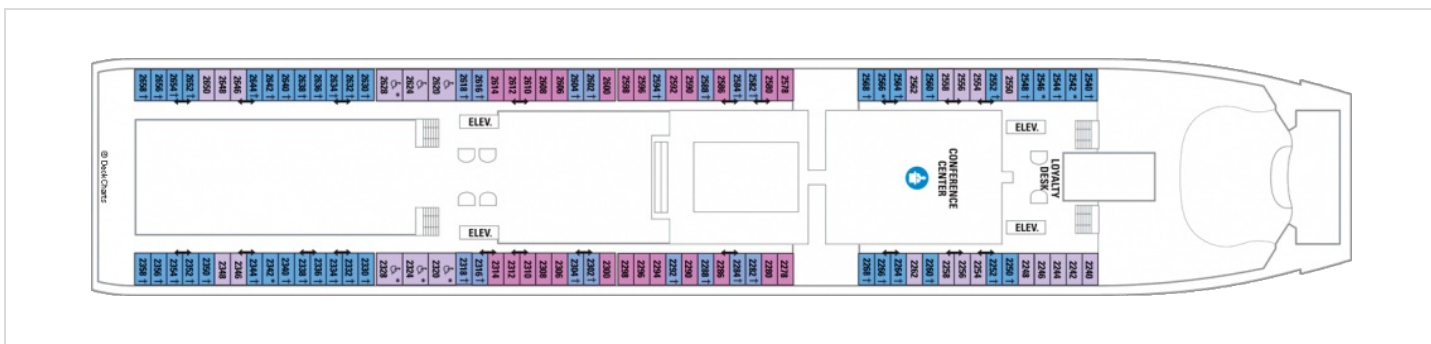 2658 2656 2654 2652 2650 2648 2646 2644 2642 2640 2638 2636 2634 2632 2630 2628 2624 2620 2618 2616 2614 2612 2610 2608 2606 2604 2602 2600 2598 2596 2594 2592 2590 2588 2586 2584 2582 2580 2578 2568 2566 2564 2562 2560 2558 2556 2554 2552 2550 2548 2546 2544 2542 2540
ELEV.
ELEV.
© DeckCharts
CONFERENCE
CENTER
LOYALTY
DESK
ELEV.
ELEV.
2358 2356 2354 2352 2350 2348 2346 2344 2342 2340 2338 2336 2334 2332 2330 2328 2324 2320 2318 2316 2314 2312 2310 2308 2306 2304 2302 2300 2298 2296 2294 2292 2290 2288 2286 2284 2282 2280 2278 2268 2266 2264 2262 2260 2258 2256 2254 2252 2250 2248 2246 2244 2242 2240